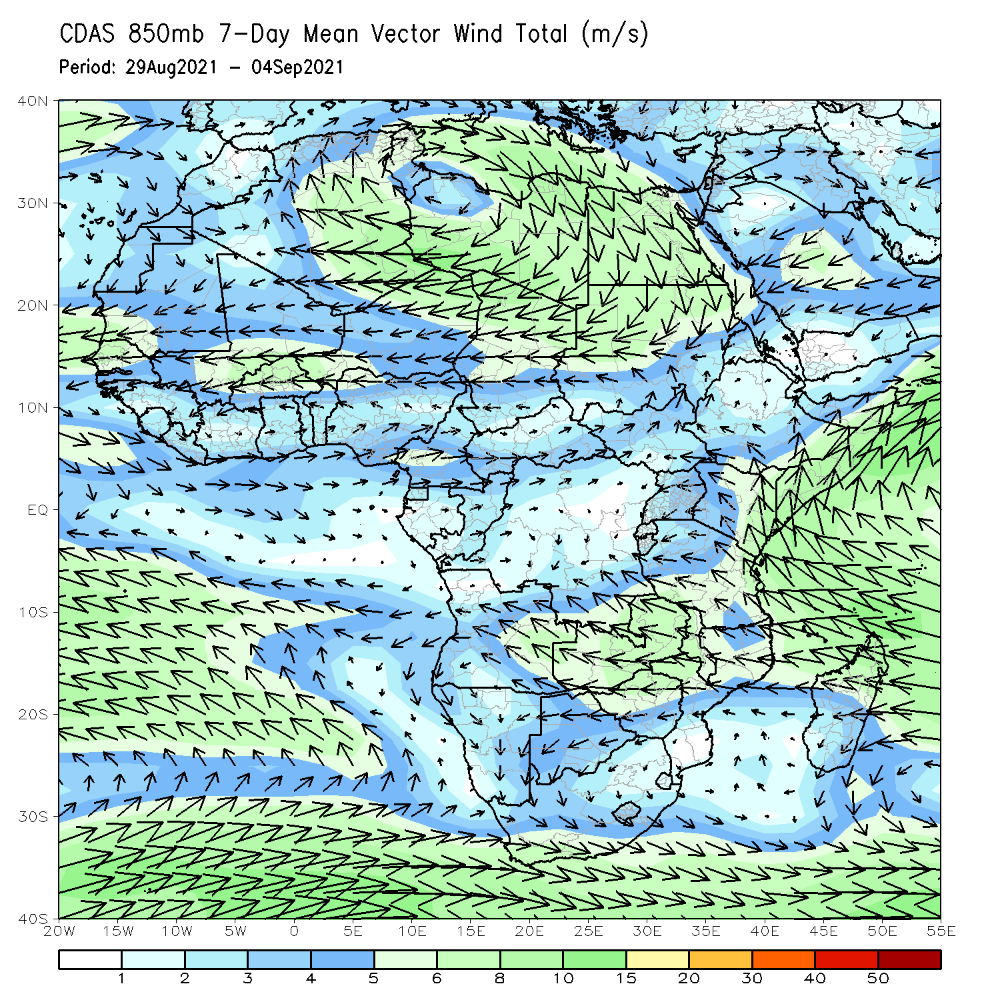 CDAS 850mb 7-Day Mean Vector Wind Total (m/s)
Period: 29Aug2021 - 04Sep2021
40N
30N
20N
10N
EQ
10S
20S
30S
40S
20W 15W 10W 5W 0 5E 10E 15E 20E 25E 30E 35E 40E 45E 50E 55E
1 2 3 4 5 6 8 10 15 20 30 40 50